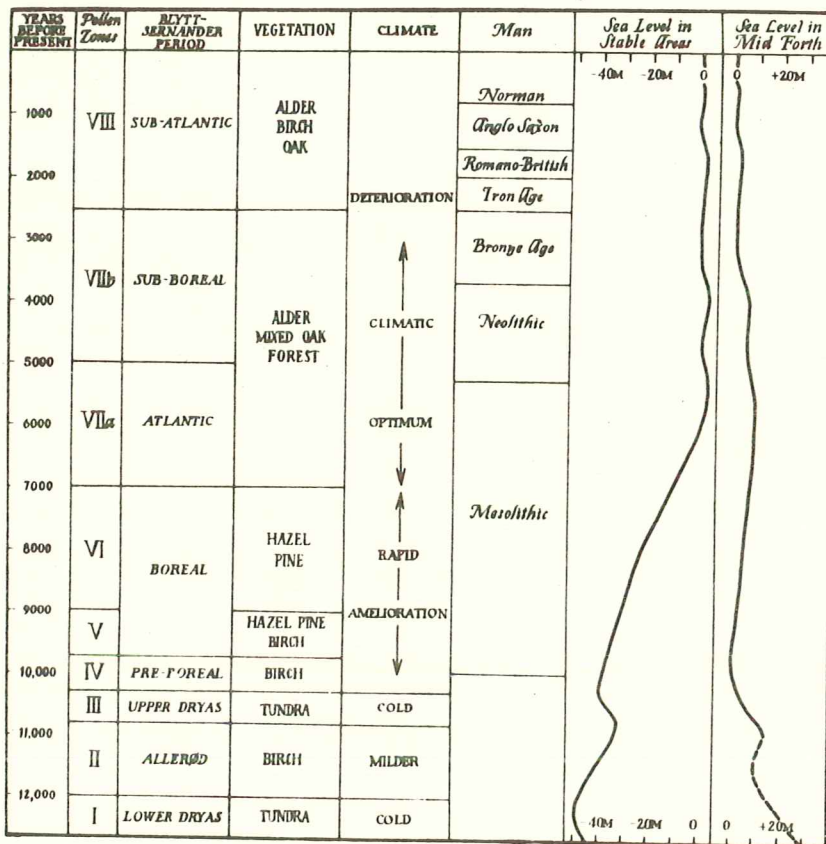 YEARS BEFORE PRESENT
Pollen Zones
BLYTT-SERNANDER PERIOD
VEGETATION
CLIMATE
Man
Sea Level in Stable Areas
Sea Level in Mid Forth
1000
2000
3000
4000
5000
6000
7000
8000
9000
10,000
11,000
12,000
VIII
VIIb
VIIa
VI
V
IV
III
II
I
SUB-ATLANTIC
SUB-BOREAL
ATLANTIC
BOREAL
PRE-BOREAL
UPPER DRYAS
ALLERØD
LOWER DRYAS
ALDER
BIRCH
OAK
ALDER
MIXED OAK
FOREST
HAZEL
PINE
HAZEL PINE
BIRCH
BIRCH
TUNDRA
BIRCH
TUNDRA
DETERIORATION
CLIMATIC
OPTIMUM
RAPID
AMELIORATION
COLD
MILDER
COLD
Norman
Anglo Saxon
Romano-British
Iron Age
Bronze Age
Neolithic
Mesolithic
-40M -20M 0
-40M -20M 0
0 +20M
0 +20M